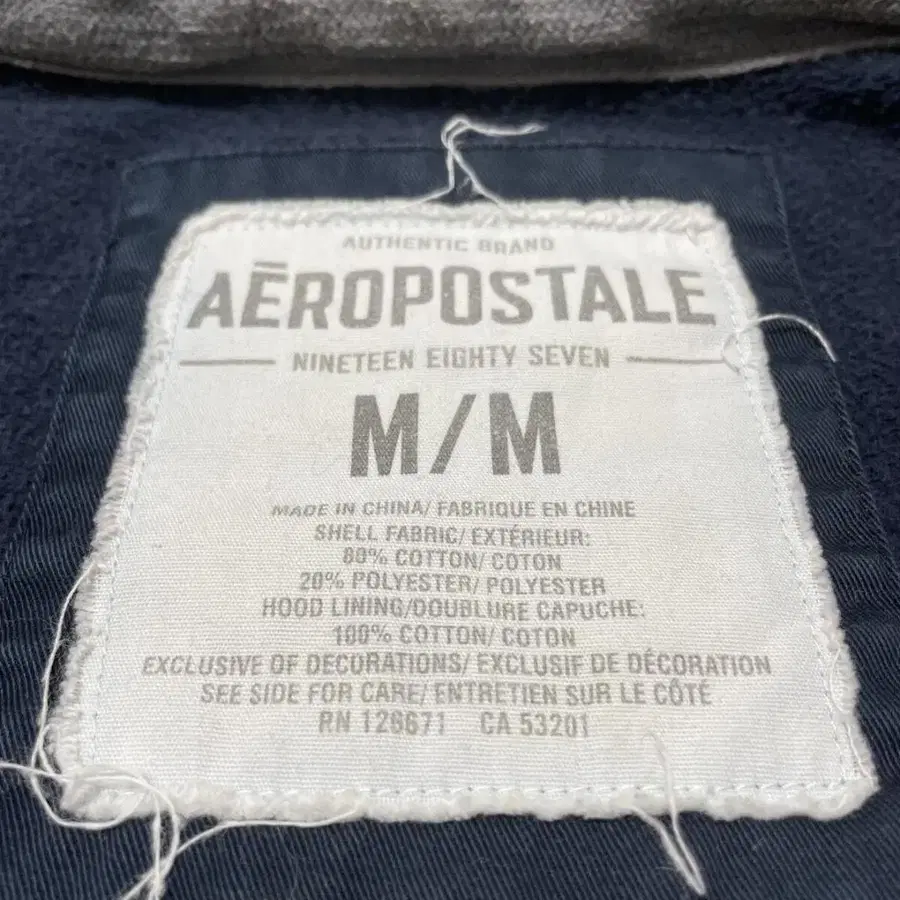 AUTHENTIC BRAND
AĒROPOSTALE
NINETEEN EIGHTY SEVEN
M/M
MADE IN CHINA/ FABRIQUE EN CHINE
SHELL FABRIC/ EXTÉRIEUR:
80% COTTON/ COTON
20% POLYESTER/ POLYESTER
HOOD LINING/DOUBLURE CAPUCHE:
100% COTTON/ COTON
EXCLUSIVE OF DECORATIONS/ EXCLUSIF DE DÉCORATION
SEE SIDE FOR CARE/ ENTRETIEN SUR LE CÔTÉ
RN 126671 CA 53201